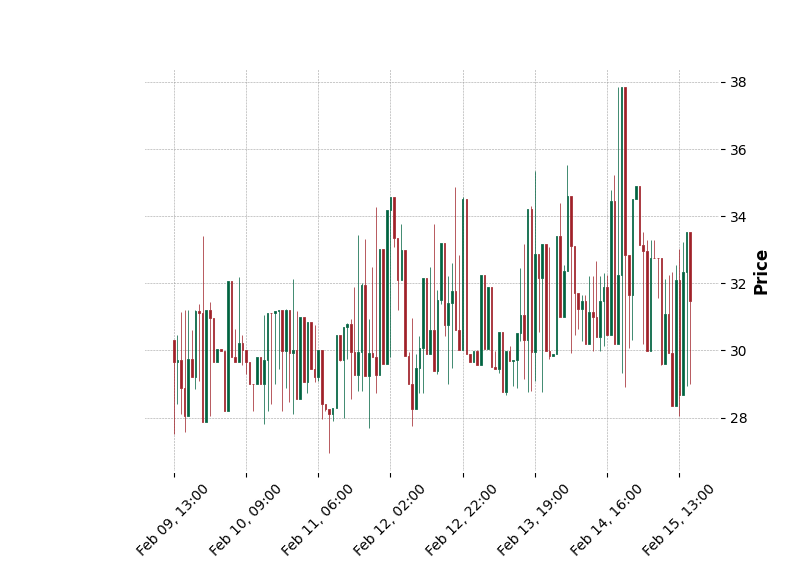 38
36
34
32
30
28
Price
Feb 09, 13:00
Feb 10, 09:00
Feb 11, 06:00
Feb 12, 02:00
Feb 12, 22:00
Feb 13, 19:00
Feb 14, 16:00
Feb 15, 13:00